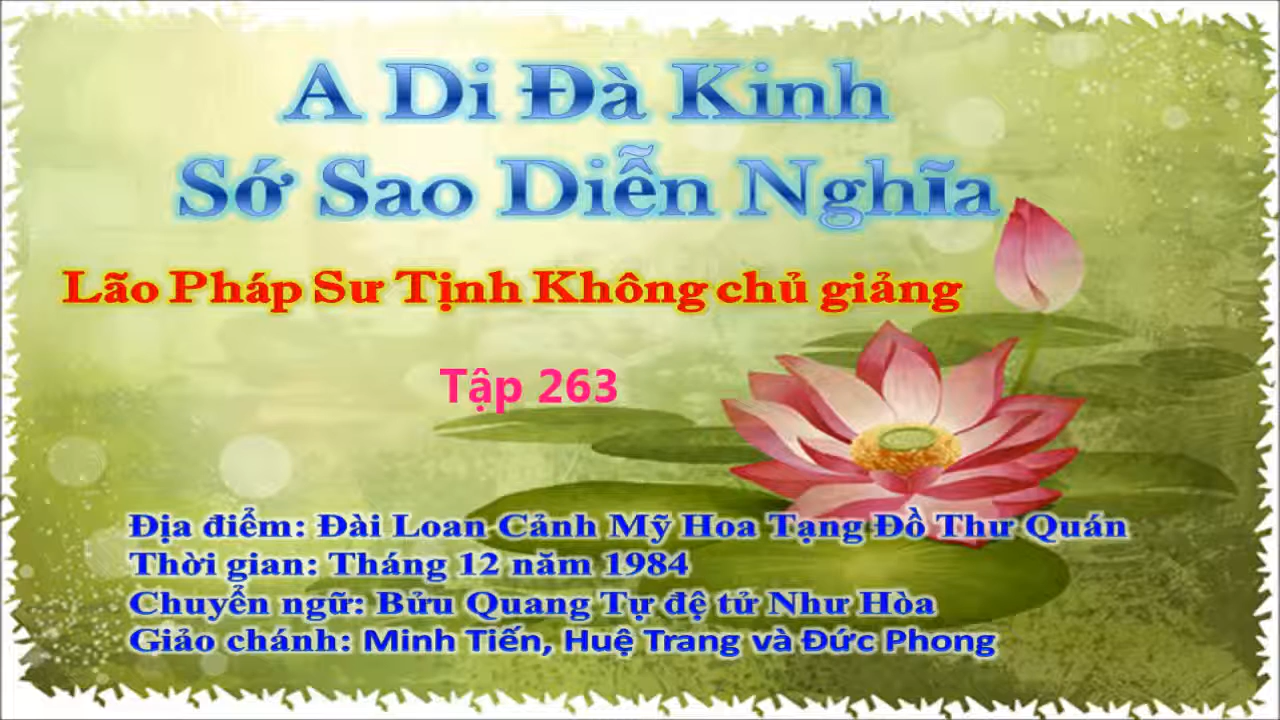 A Di Đà Kinh
Sớ Sao Diễn Nghĩa
Lão Pháp Sư Tịnh Không chủ giảng
Tập 263
Địa điểm: Đài Loan Cảnh Mỹ Hoa Tạng Đồ Thư Quán
Thời gian: Tháng 12 năm 1984
Chuyển ngữ: Bửu Quang Tự đệ tử Như Hòa
Giảo chánh: Minh Tiến, Huệ Trang và Đức Phong